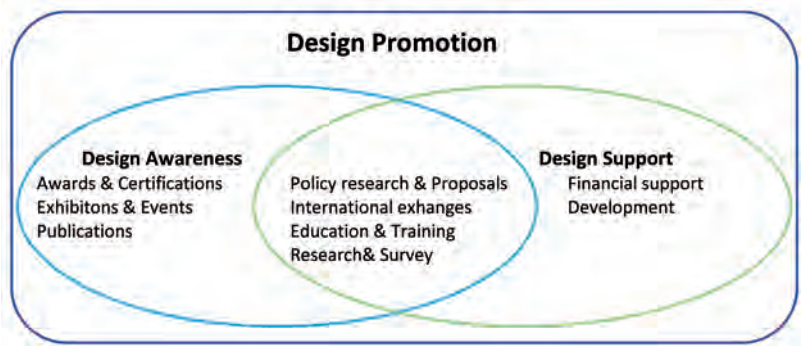 Design Promotion
Design Awareness
Awards & Certifications
Exhibitons & Events
Publications
Policy research & Proposals
International exhanges
Education & Training
Research& Survey
Design Support
Financial support
Development